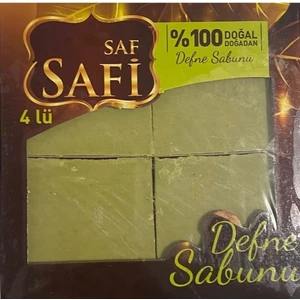 SAF
SAFİ
4 lü
%100 DOĞAL
DOĞADAN
Defne Sabunu
Defne
Sabunu